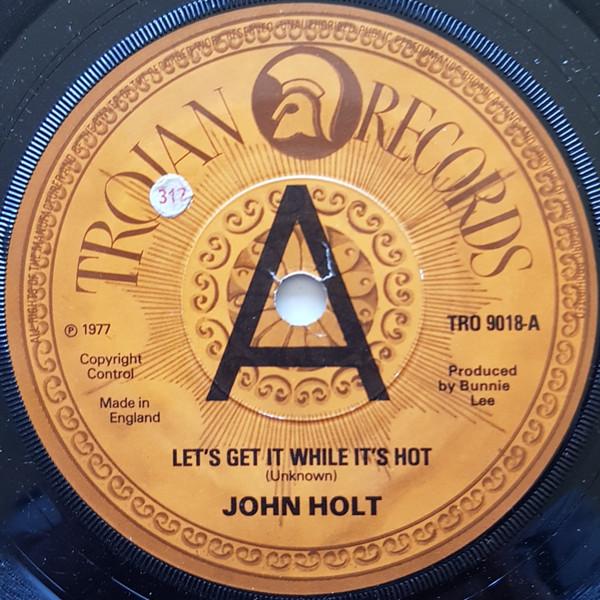 TROJAN RECORDS
312
A
℗ 1977
Copyright
Control
Made in
England
TRO 9018-A
Produced
by Bunnie
Lee
LET'S GET IT WHILE IT'S HOT
(Unknown)
JOHN HOLT